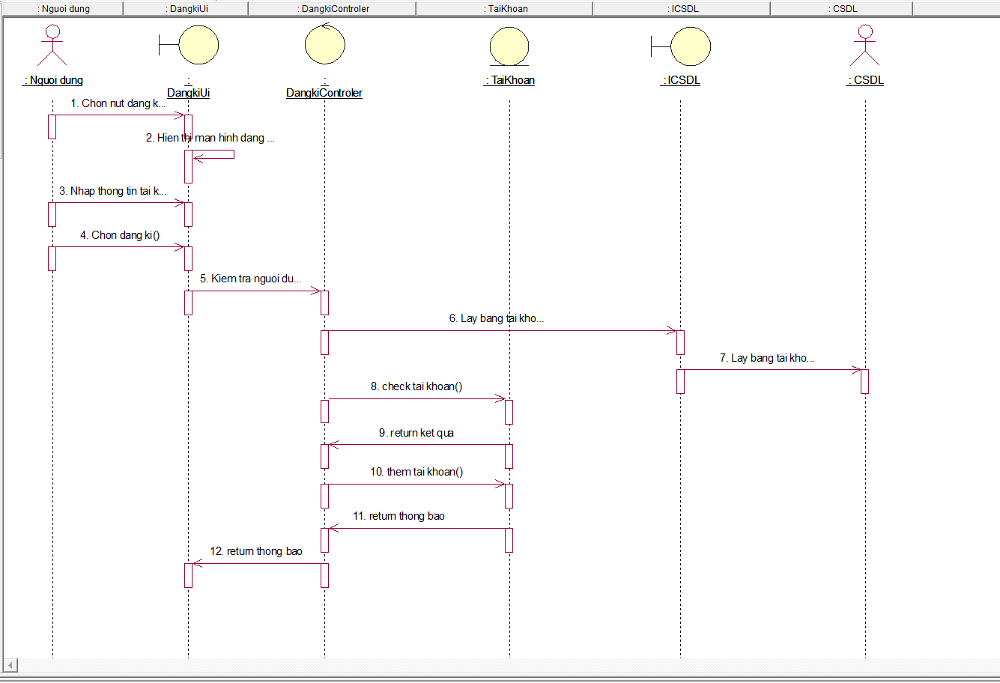 : Nguoi dung
: DangkiUi
: DangkiControler
: TaiKhoan
: ICSDL
: CSDL
: Nguoi dung
:
DangkiUi
:
DangkiControler
: TaiKhoan
: ICSDL
: CSDL
1. Chon nut dang k...
2. Hien thi man hinh dang ...
3. Nhap thong tin tai k...
4. Chon dang ki()
5. Kiem tra nguoi du...
6. Lay bang tai kho...
7. Lay bang tai kho...
8. check tai khoan()
9. return ket qua
10. them tai khoan()
11. return thong bao
12. return thong bao